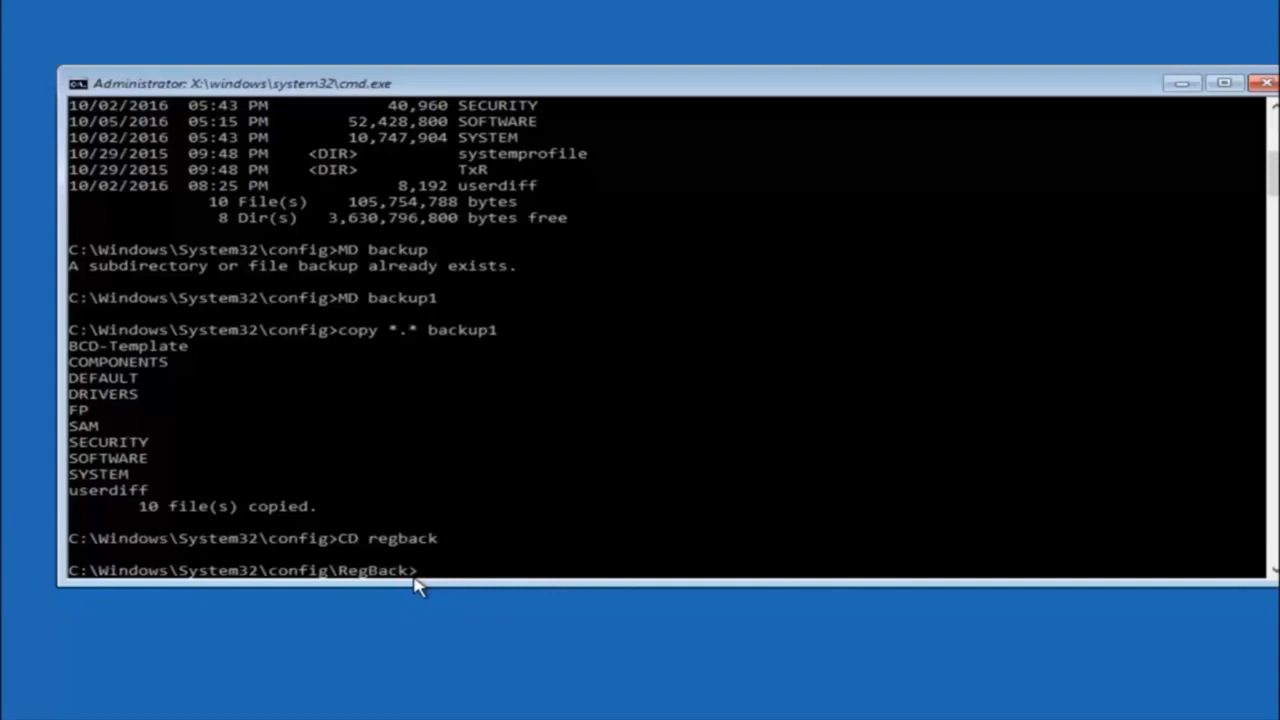 Administrator: X:\windows\system32\cmd.exe
10/02/2016  05:43 PM            40,960 SECURITY
10/05/2016  05:15 PM        52,428,800 SOFTWARE
10/02/2016  05:43 PM        10,747,904 SYSTEM
10/29/2015  09:48 PM    <DIR>          systemprofile
10/29/2015  09:48 PM    <DIR>          TxR
10/02/2016  08:25 PM             8,192 userdiff
10 File(s)    105,754,788 bytes
8 Dir(s)   3,630,796,800 bytes free
C:\Windows\System32\config>MD backup
A subdirectory or file backup already exists.
C:\Windows\System32\config>MD backup1
C:\Windows\System32\config>copy *.* backup1
BCD-Template
COMPONENTS
DEFAULT
DRIVERS
FP
SAM
SECURITY
SOFTWARE
SYSTEM
userdiff
10 file(s) copied.
C:\Windows\System32\config>CD regback
C:\Windows\System32\config\RegBack>